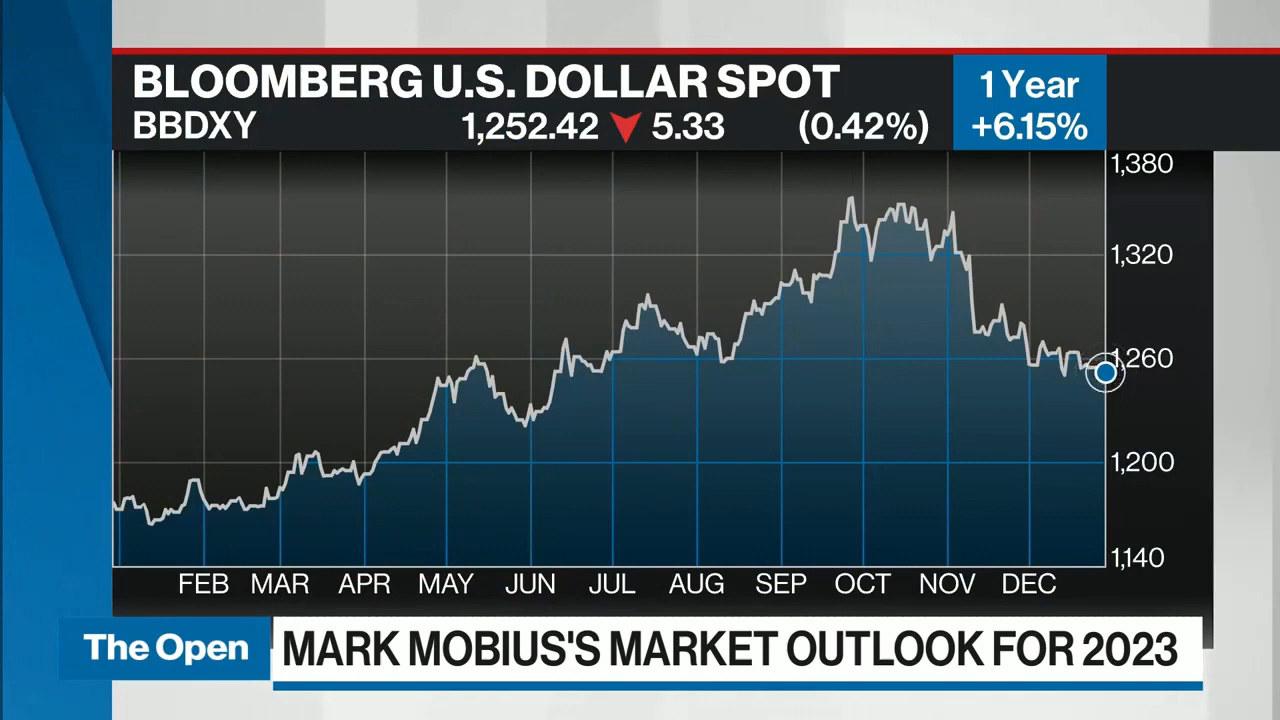 BLOOMBERG U.S. DOLLAR SPOT
BBDXY 1,252.42 ▼ 5.33 (0.42%)
1 Year
+6.15%
1,380
1,320
1,260
1,200
1,140
FEB MAR APR MAY JUN JUL AUG SEP OCT NOV DEC
The Open
MARK MOBIUS'S MARKET OUTLOOK FOR 2023